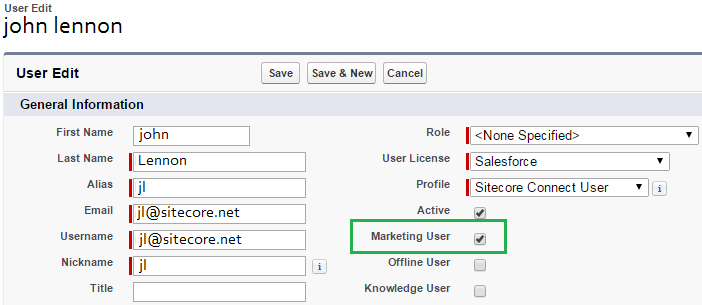 User Edit
john lennon
User Edit Save Save & New Cancel
General Information
First Name john Role <None Specified>
Last Name Lennon User License Salesforce
Alias jl Profile Sitecore Connect User i
Email jl@sitecore.net Active
Username jl@sitecore.net Marketing User
Nickname jl i Offline User
Title Knowledge User